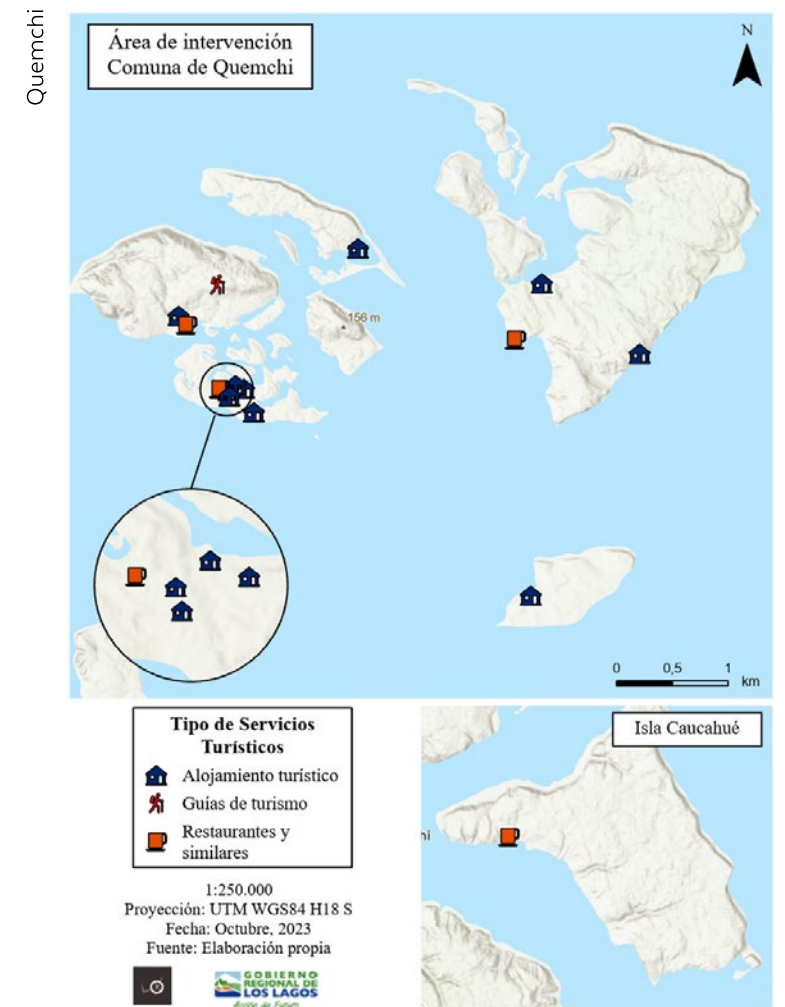 Quemchi
Área de intervención
Comuna de Quemchi
N
156 m
0 0,5 1
km
Tipo de Servicios
Turísticos
Alojamiento turístico
Guías de turismo
Restaurantes y
similares
Isla Caucahué
hi
1:250.000
Proyección: UTM WGS84 H18 S
Fecha: Octubre, 2023
Fuente: Elaboración propia
GOBIERNO
REGIONAL DE
LOS LAGOS